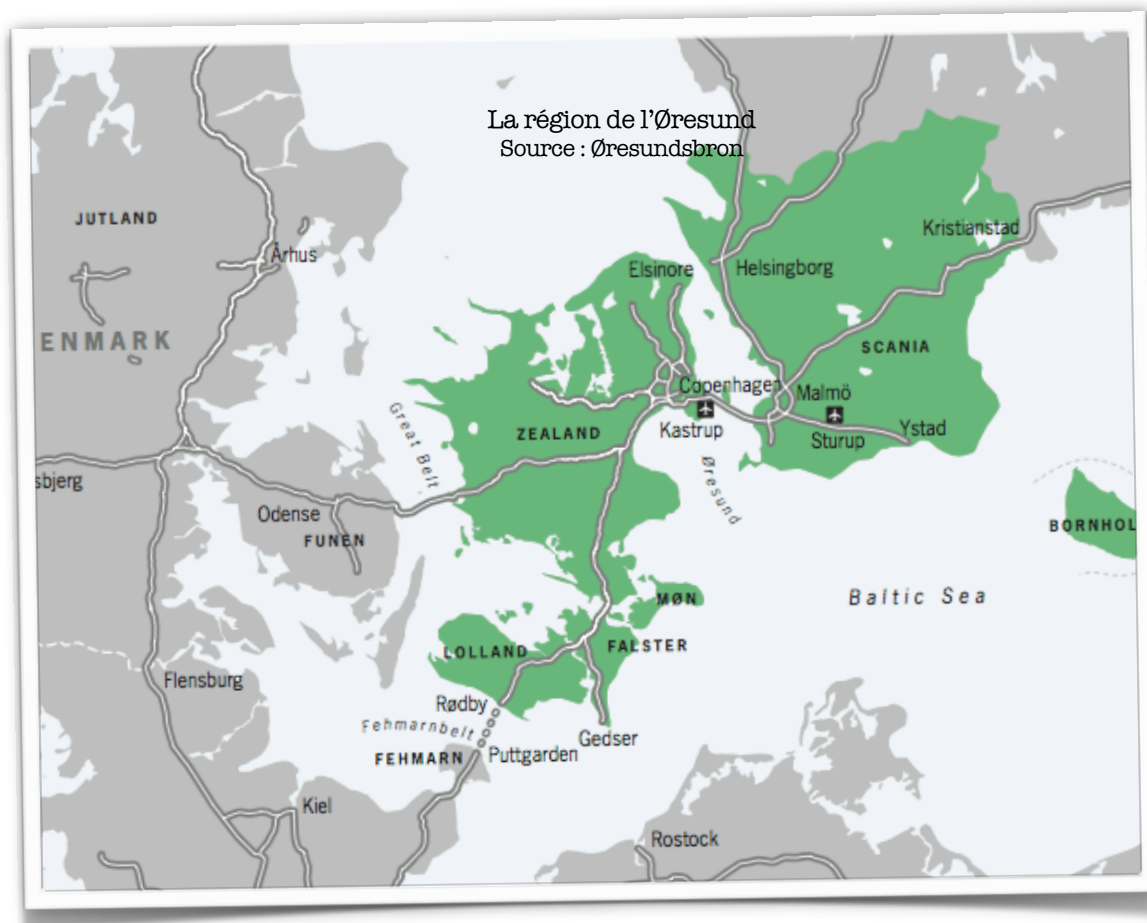 La région de l'Øresund
Source : Øresundsbron
JUTLAND
Århus
Kristianstad
Elsinore
Helsingborg
ENMARK
SCANIA
Copenhagen
Malmö
Great Belt
ZEALAND
Kastrup
Sturup
Ystad
Øresund
sbjerg
Odense
FUNEN
BORNHOL
MØN
Baltic Sea
LOLLAND
FALSTER
Flensburg
Rødby
Fehmarnbelt
Gedser
FEHMARN
Puttgarden
Kiel
Rostock